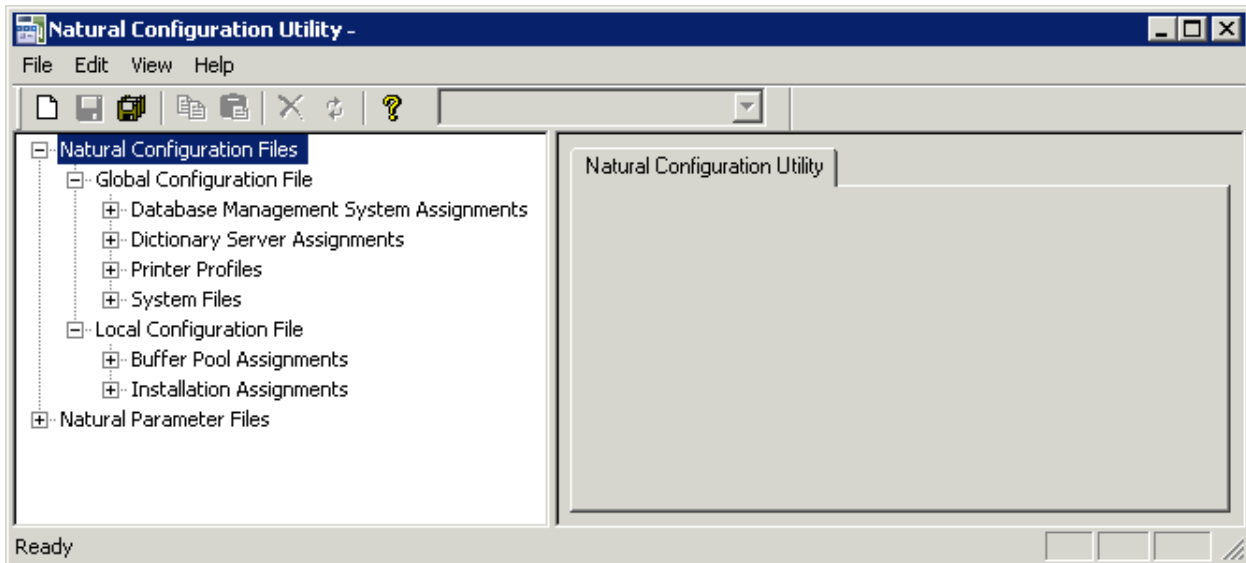 Natural Configuration Utility -
File Edit View Help
Natural Configuration Files
Global Configuration File
Database Management System Assignments
Dictionary Server Assignments
Printer Profiles
System Files
Local Configuration File
Buffer Pool Assignments
Installation Assignments
Natural Parameter Files
Natural Configuration Utility
Ready